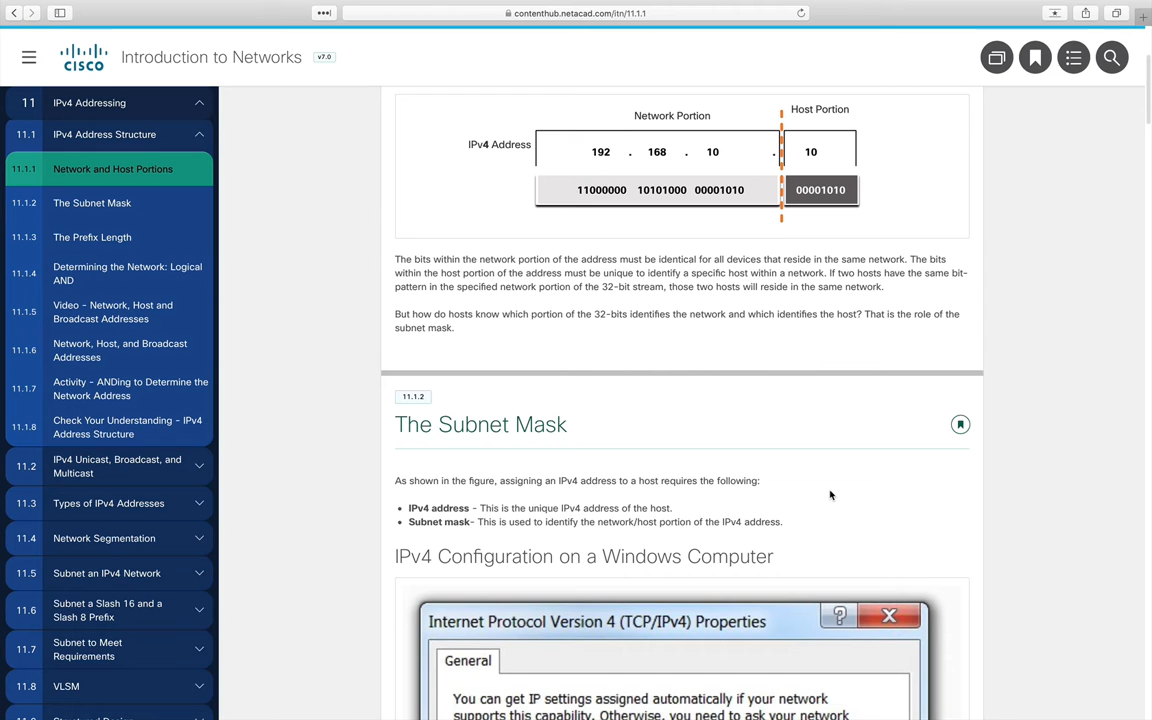 contenthub.netacad.com/itn/11.1.1
CISCO
Introduction to Networks
v7.0
11 IPv4 Addressing
11.1 IPv4 Address Structure
11.1.1 Network and Host Portions
11.1.2 The Subnet Mask
11.1.3 The Prefix Length
11.1.4 Determining the Network: Logical
AND
11.1.5 Video - Network, Host and
Broadcast Addresses
11.1.6 Network, Host, and Broadcast
Addresses
11.1.7 Activity - ANDing to Determine the
Network Address
11.1.8 Check Your Understanding - IPv4
Address Structure
11.2 IPv4 Unicast, Broadcast, and
Multicast
11.3 Types of IPv4 Addresses
11.4 Network Segmentation
11.5 Subnet an IPv4 Network
11.6 Subnet a Slash 16 and a
Slash 8 Prefix
11.7 Subnet to Meet
Requirements
11.8 VLSM
Structured Design
Network Portion
Host Portion
IPv4 Address
192 . 168 . 10 . 10
11000000 10101000 00001010 00001010
The bits within the network portion of the address must be identical for all devices that reside in the same network. The bits
within the host portion of the address must be unique to identify a specific host within a network. If two hosts have the same bit-
pattern in the specified network portion of the 32-bit stream, those two hosts will reside in the same network.
But how do hosts know which portion of the 32-bits identifies the network and which identifies the host? That is the role of the
subnet mask.
11.1.2
The Subnet Mask
As shown in the figure, assigning an IPv4 address to a host requires the following:
• IPv4 address - This is the unique IPv4 address of the host.
• Subnet mask- This is used to identify the network/host portion of the IPv4 address.
IPv4 Configuration on a Windows Computer
Internet Protocol Version 4 (TCP/IPv4) Properties
General
You can get IP settings assigned automatically if your network
supports this capability. Otherwise, you need to ask your network